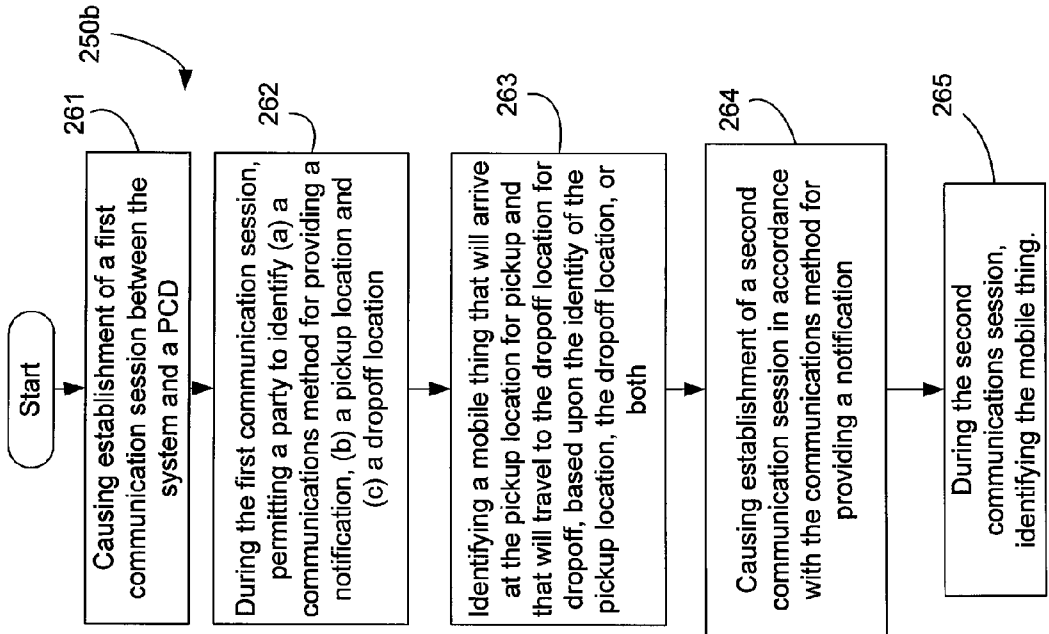 Start
250b
261
Causing establishment of a first
communication session between the
system and a PCD
262
During the first communication session,
permitting a party to identify (a) a
communications method for providing a
notification, (b) a pickup location and
(c) a dropoff location
263
Identifying a mobile thing that will arrive
at the pickup location for pickup and
that will travel to the dropoff location for
dropoff, based upon the identity of the
pickup location, the dropoff location, or
both
264
Causing establishment of a second
communication session in accordance
with the communications method for
providing a notification
265
During the second
communications session,
identifying the mobile thing.